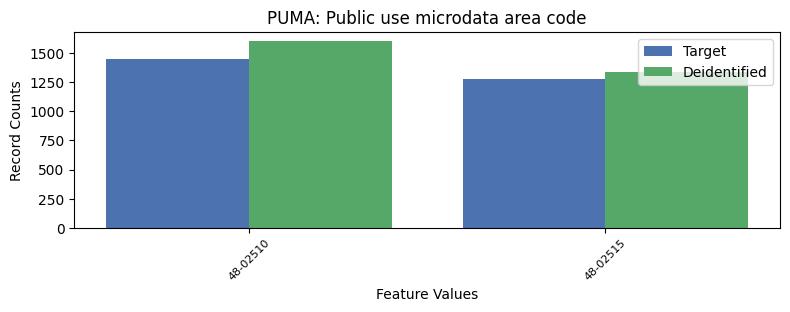 PUMA: Public use microdata area code
Record Counts
1500
1250
1000
750
500
250
0
Target
Deidentified
48-02510
48-02515
Feature Values